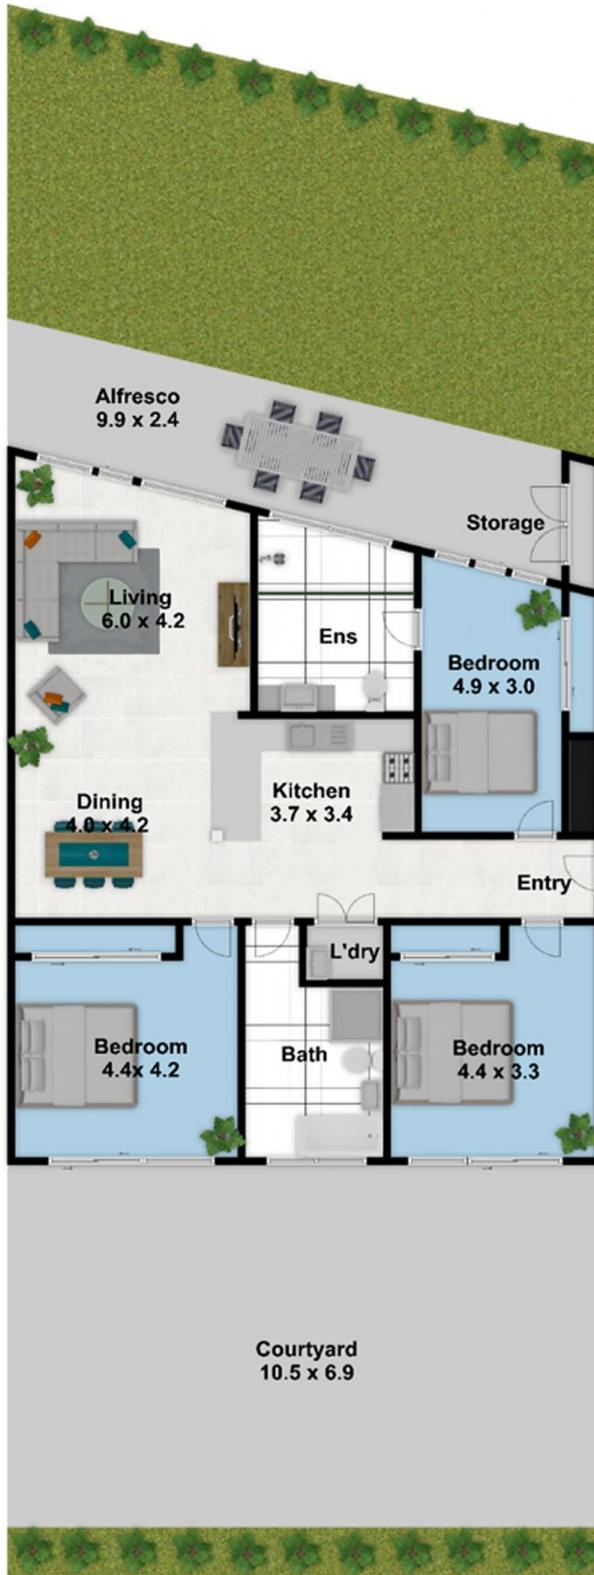 Alfresco
9.9 x 2.4
Storage
Living
6.0 x 4.2
Ens
Bedroom
4.9 x 3.0
Kitchen
3.7 x 3.4
Dining
4.0 x 4.2
Entry
L'dry
Bedroom
4.4x 4.2
Bath
Bedroom
4.4 x 3.3
Courtyard
10.5 x 6.9